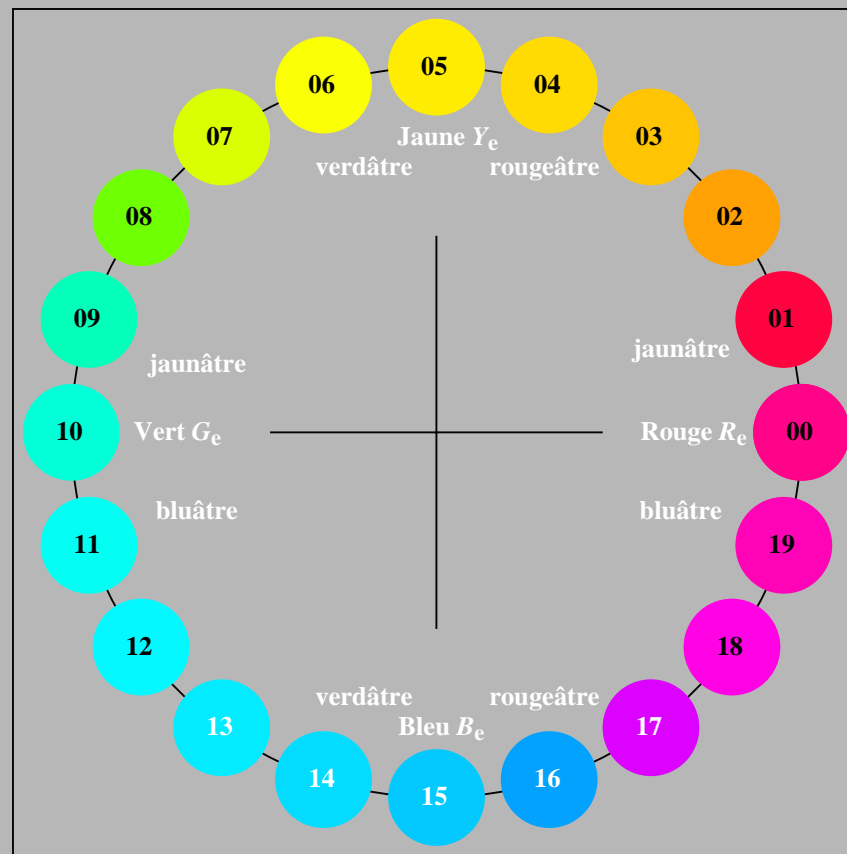 05
06 04
Jaune Yₑ
07 03
verdâtre rougeâtre
08 02
09 01
jaunâtre jaunâtre
10 Vert Gₑ Rouge Rₑ 00
bluâtre bluâtre
11 19
12 18
verdâtre rougeâtre
13 Bleu Bₑ 17
14 16
15